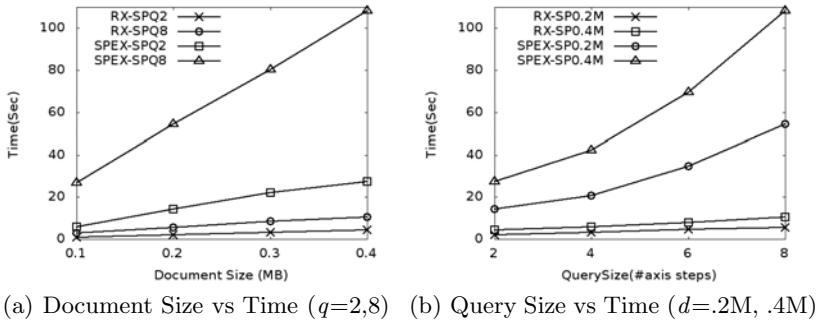 RX-SPQ2
RX-SPQ8
SPEX-SPQ2
SPEX-SPQ8
Time(Sec)
100
80
60
40
20
0
0.1
0.2
0.3
0.4
Document Size (MB)
(a) Document Size vs Time (q=2,8)
RX-SP0.2M
RX-SP0.4M
SPEX-SP0.2M
SPEX-SP0.4M
Time(Sec)
100
80
60
40
20
0
2
4
6
8
QuerySize(#axis steps)
(b) Query Size vs Time (d=.2M, .4M)